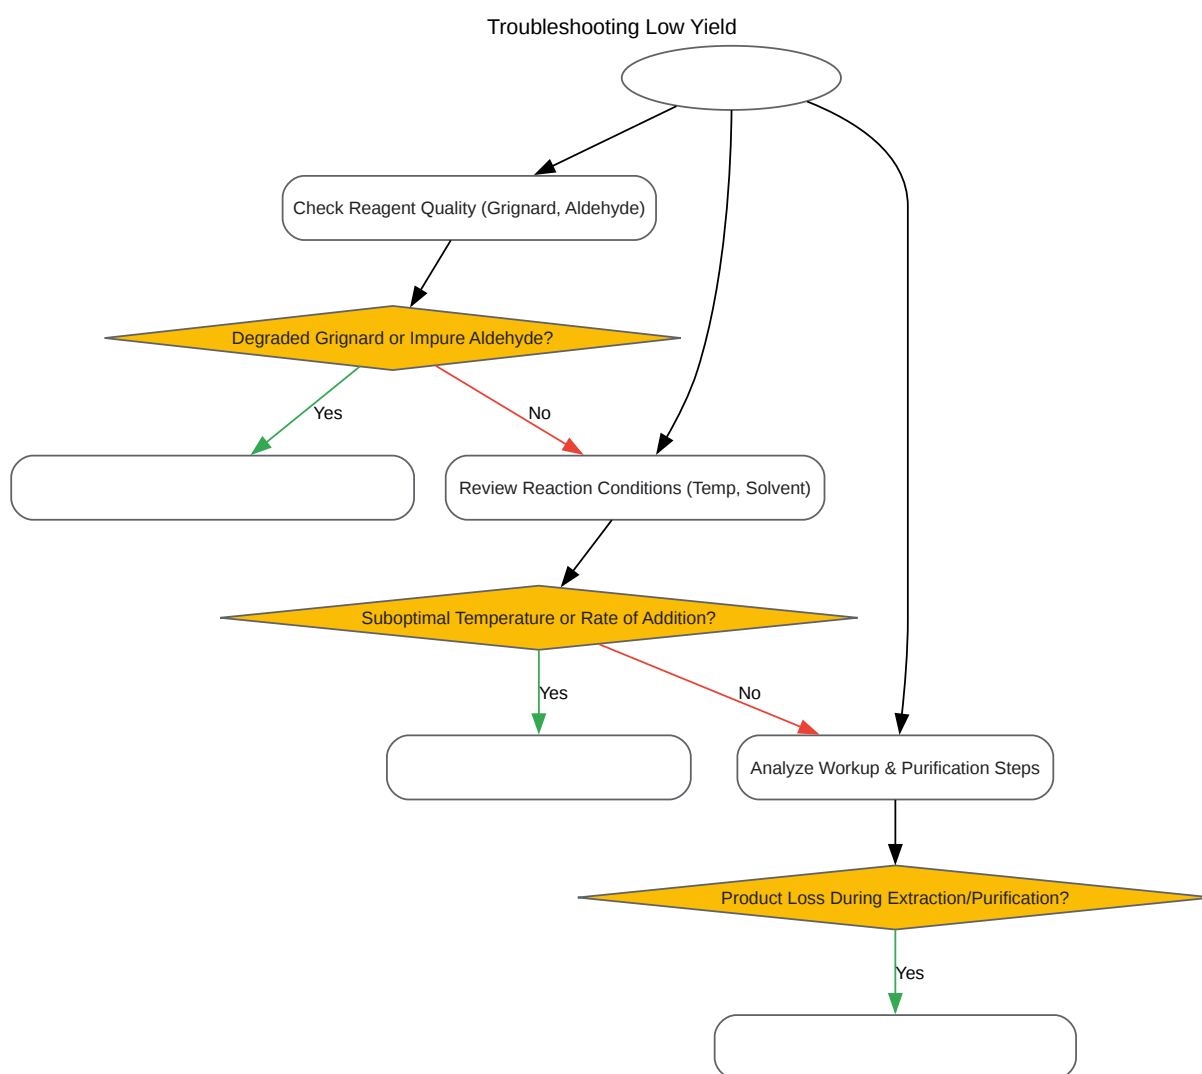 Troubleshooting Low Yield
Check Reagent Quality (Grignard, Aldehyde)
Degraded Grignard or Impure Aldehyde?
Yes
No
Review Reaction Conditions (Temp, Solvent)
Suboptimal Temperature or Rate of Addition?
Yes
No
Analyze Workup & Purification Steps
Product Loss During Extraction/Purification?
Yes